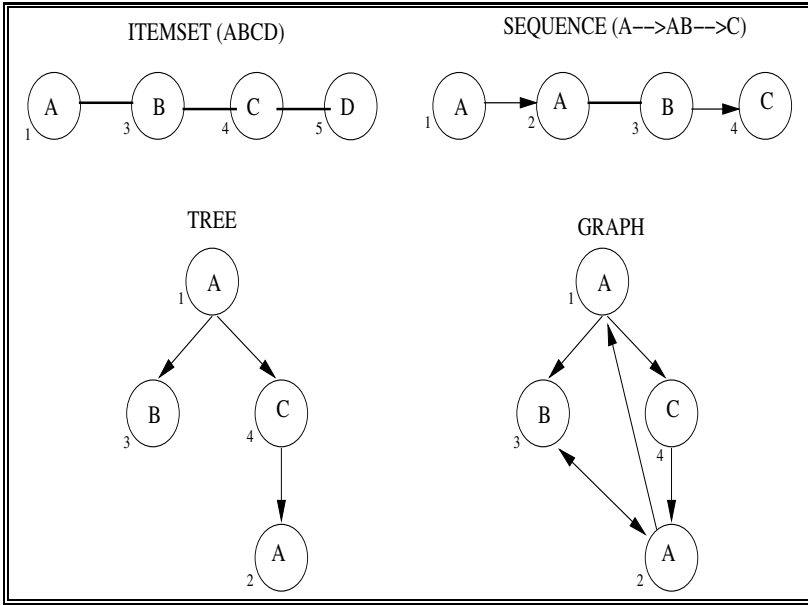 ITEMSET (ABCD)
A B C D
1 3 4 5
SEQUENCE (A-->AB-->C)
A A B C
1 2 3 4
TREE
A
1
B C
3 4
A
2
GRAPH
A
1
B C
3 4
A
2